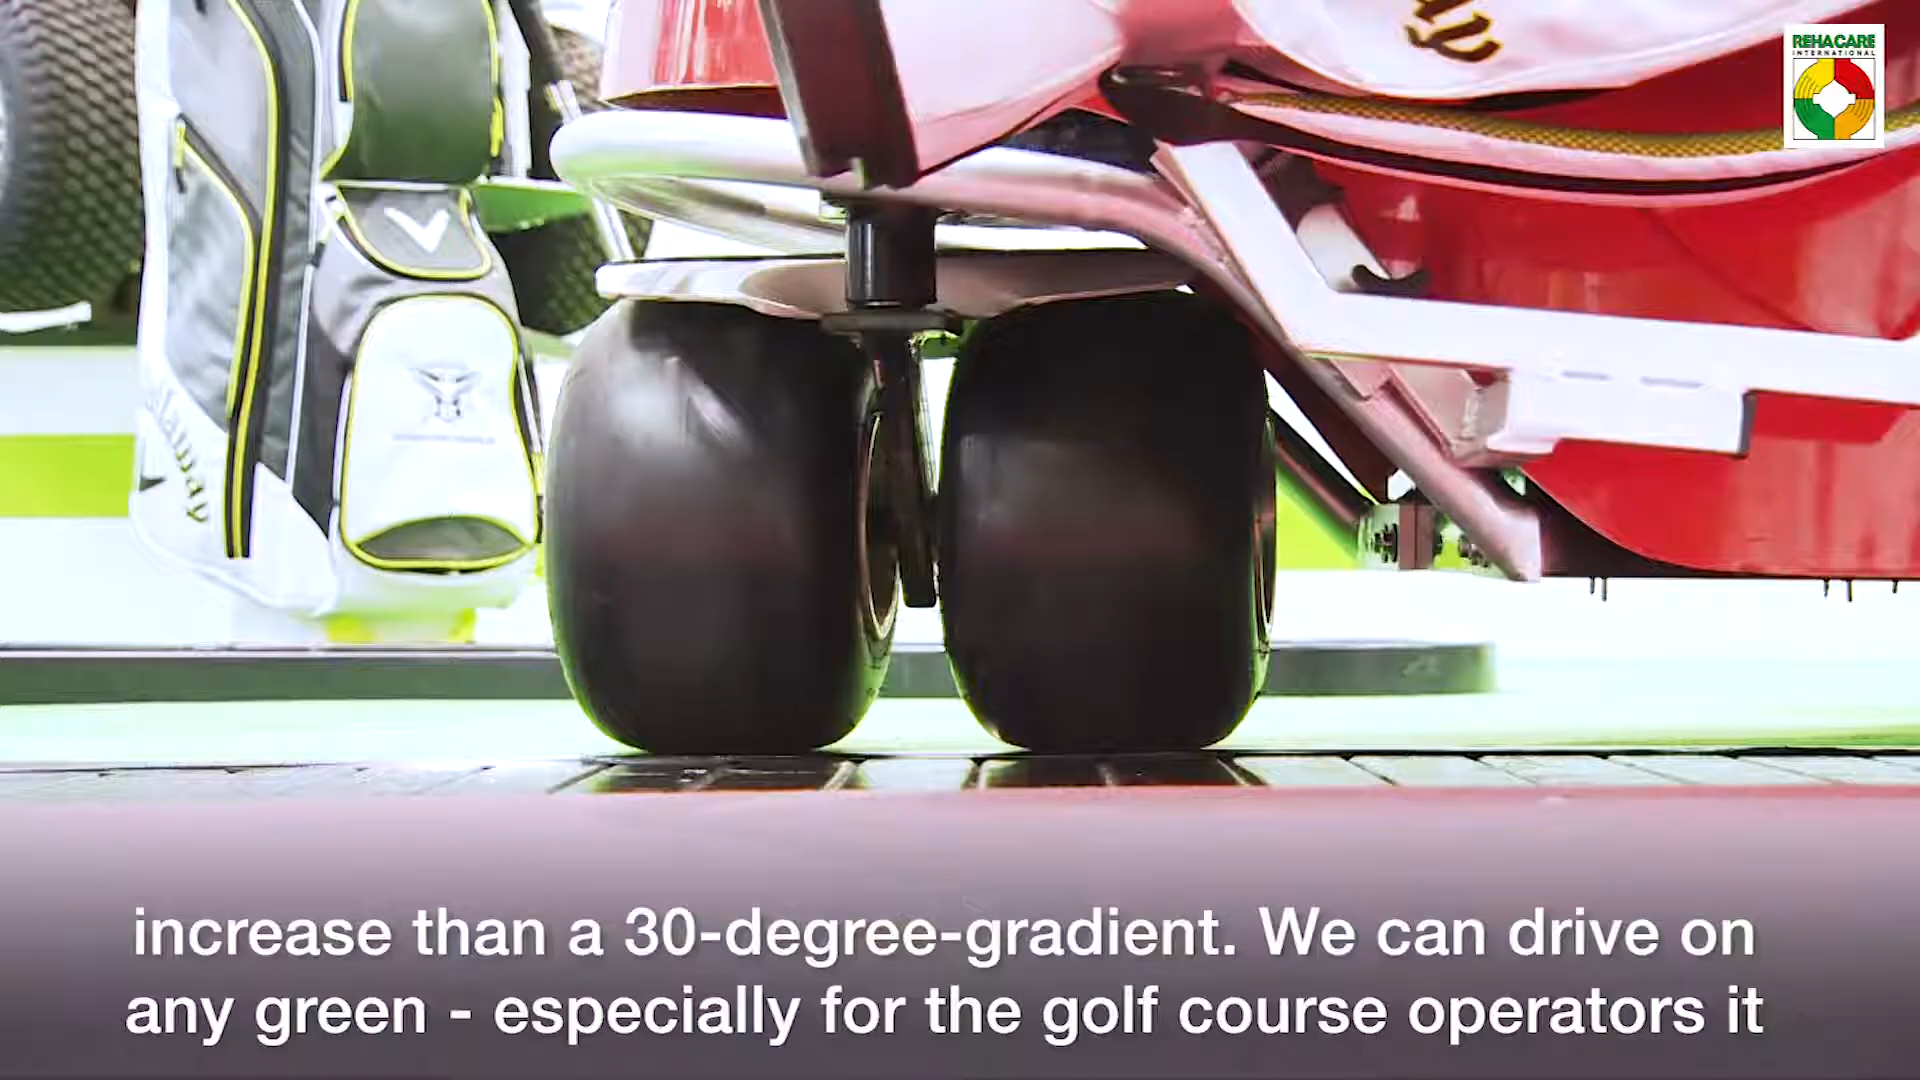 REHACARE
INTERNATIONAL
Callaway
increase than a 30-degree-gradient. We can drive on
any green - especially for the golf course operators it